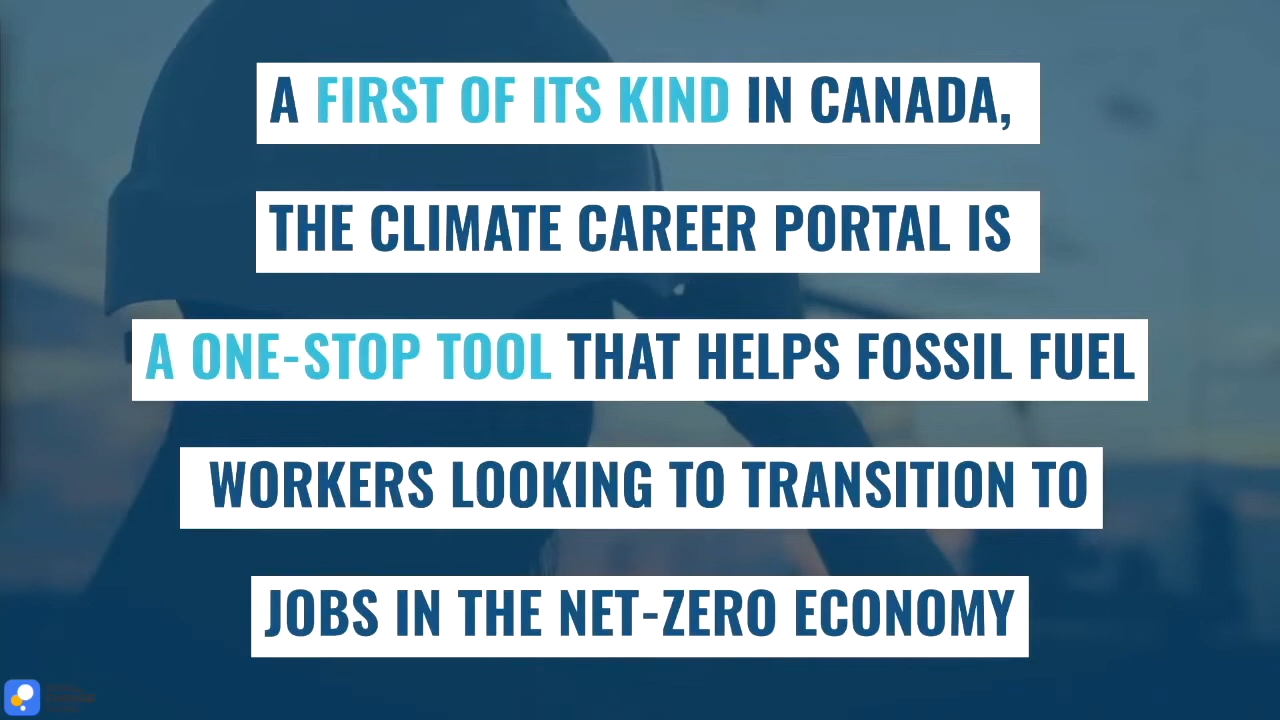 A FIRST OF ITS KIND IN CANADA,
THE CLIMATE CAREER PORTAL IS
A ONE-STOP TOOL THAT HELPS FOSSIL FUEL
WORKERS LOOKING TO TRANSITION TO
JOBS IN THE NET-ZERO ECONOMY